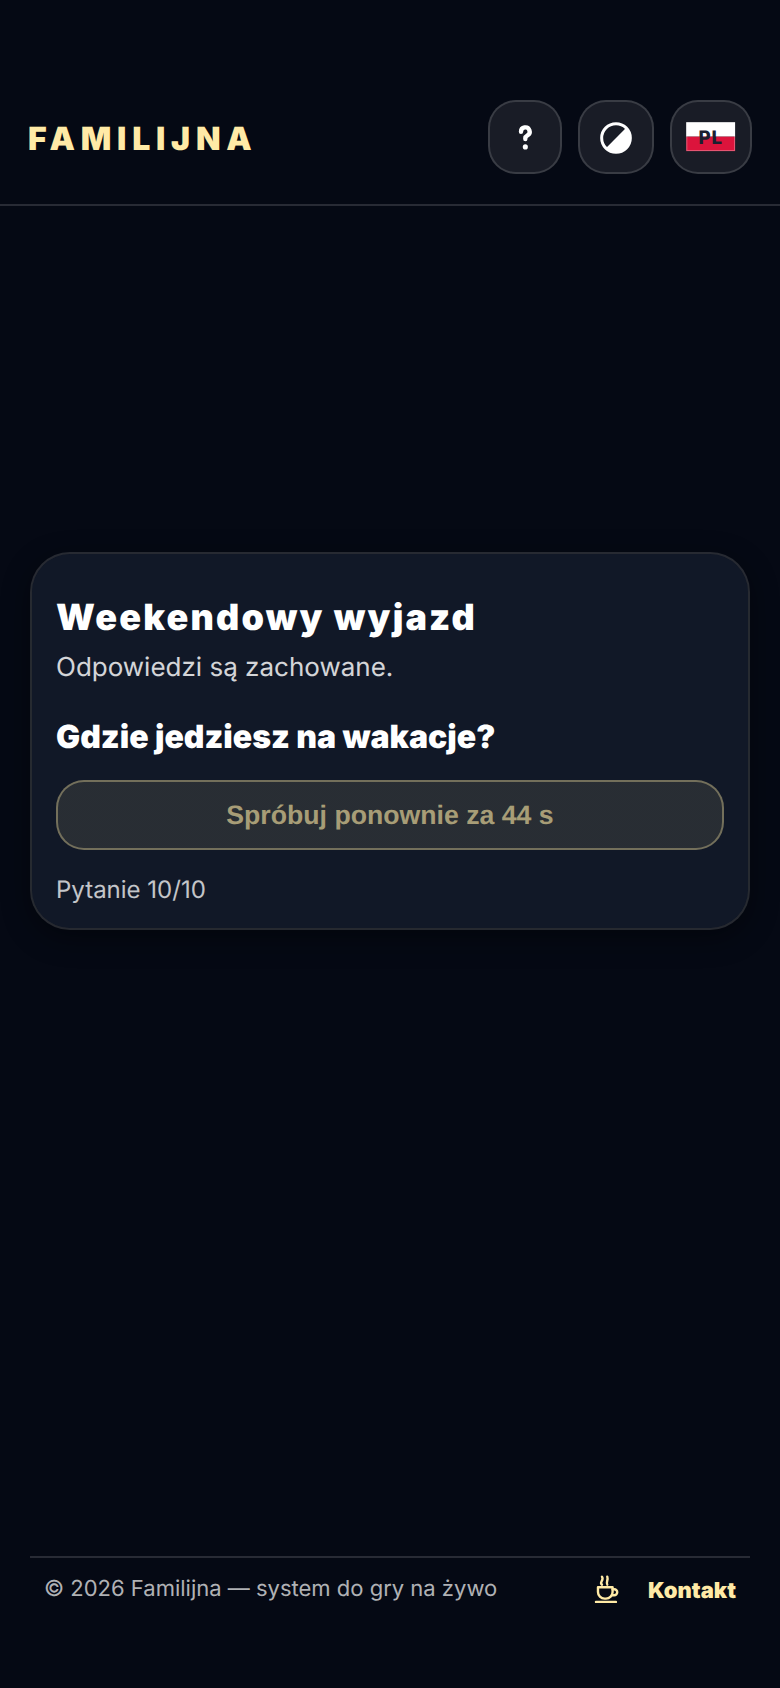 FAMILIJNA
?
PL
Weekendowy wyjazd
Odpowiedzi są zachowane.
Gdzie jedziesz na wakacje?
Spróbuj ponownie za 44 s
Pytanie 10/10
© 2026 Familijna — system do gry na żywo
Kontakt